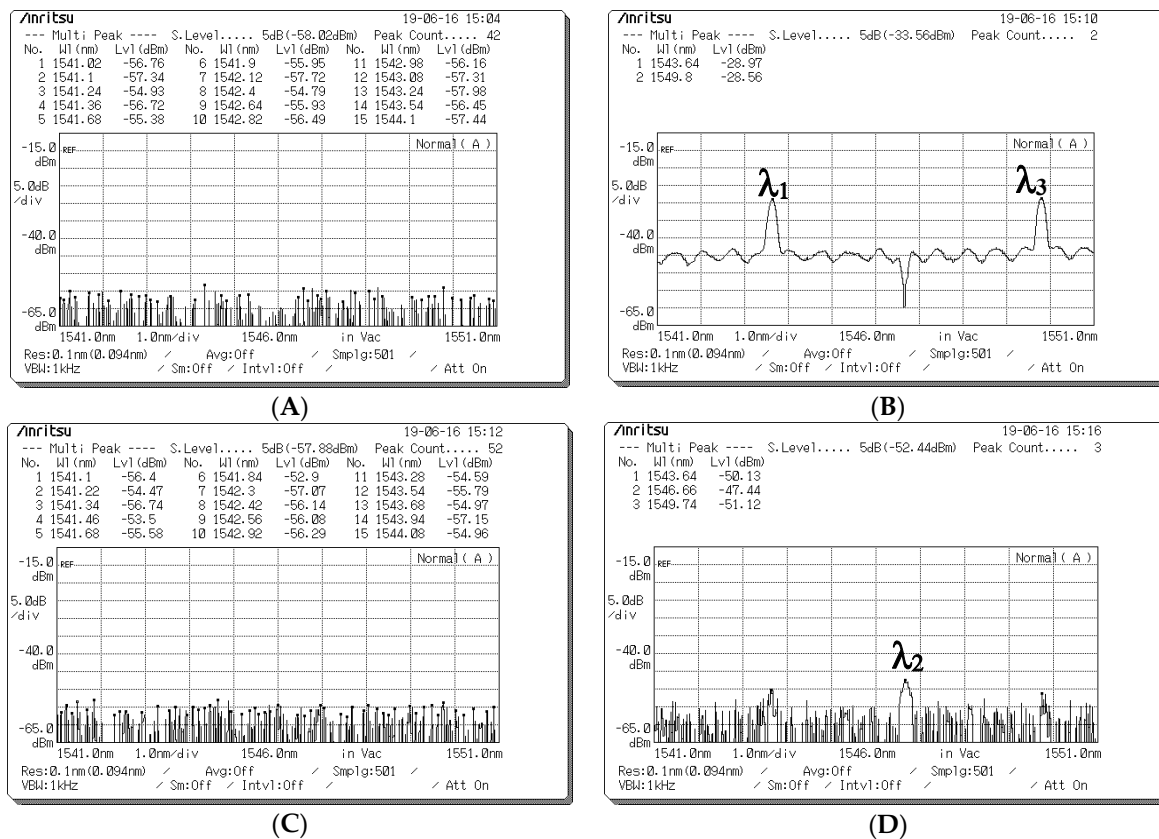 /Inritsu 19-06-16 15:04
--- Multi Peak ---- S.Level..... 5dB(-58.02dBm) Peak Count..... 42
No. Wl(nm) Lvl(dBm) No. Wl(nm) Lvl(dBm) No. Wl(nm) Lvl(dBm)
1 1541.02 -56.76 6 1541.9 -55.95 11 1542.98 -56.16
2 1541.1 -57.34 7 1542.12 -57.72 12 1543.08 -57.31
3 1541.24 -54.93 8 1542.4 -54.79 13 1543.24 -57.98
4 1541.36 -56.72 9 1542.64 -55.93 14 1543.54 -56.45
5 1541.68 -55.38 10 1542.82 -56.49 15 1544.1 -57.44
-15.0 dBm REF Normal(A)
5.0dB /div
-40.0 dBm
-65.0 dBm
1541.0nm 1.0nm/div 1546.0nm in Vac 1551.0nm
Res:0.1nm(0.094nm) / Avg:Off / Smplg:501 /
VBW:1kHz / Sm:Off / Intvl:Off / / Att On
(A)
/Inritsu 19-06-16 15:10
--- Multi Peak ---- S.Level..... 5dB(-33.56dBm) Peak Count..... 2
No. Wl(nm) Lvl(dBm)
1 1543.64 -28.97
2 1549.8 -28.56
-15.0 dBm REF Normal(A)
λ1 λ3
5.0dB /div
-40.0 dBm
-65.0 dBm
1541.0nm 1.0nm/div 1546.0nm in Vac 1551.0nm
Res:0.1nm(0.094nm) / Avg:Off / Smplg:501 /
VBW:1kHz / Sm:Off / Intvl:Off / / Att On
(B)
/Inritsu 19-06-16 15:12
--- Multi Peak ---- S.Level..... 5dB(-57.88dBm) Peak Count..... 52
No. Wl(nm) Lvl(dBm) No. Wl(nm) Lvl(dBm) No. Wl(nm) Lvl(dBm)
1 1541.1 -56.4 6 1541.84 -52.9 11 1543.28 -54.59
2 1541.22 -54.47 7 1542.3 -57.07 12 1543.54 -55.79
3 1541.34 -56.74 8 1542.42 -56.14 13 1543.68 -54.97
4 1541.46 -53.5 9 1542.56 -56.08 14 1543.94 -57.15
5 1541.68 -55.58 10 1542.92 -56.29 15 1544.08 -54.96
-15.0 dBm REF Normal(A)
5.0dB /div
-40.0 dBm
-65.0 dBm
1541.0nm 1.0nm/div 1546.0nm in Vac 1551.0nm
Res:0.1nm(0.094nm) / Avg:Off / Smplg:501 /
VBW:1kHz / Sm:Off / Intvl:Off / / Att On
(C)
/Inritsu 19-06-16 15:16
--- Multi Peak ---- S.Level..... 5dB(-52.44dBm) Peak Count..... 3
No. Wl(nm) Lvl(dBm)
1 1543.64 -50.13
2 1546.66 -47.44
3 1549.74 -51.12
-15.0 dBm REF Normal(A)
5.0dB /div
-40.0 dBm
λ2
-65.0 dBm
1541.0nm 1.0nm/div 1546.0nm in Vac 1551.0nm
Res:0.1nm(0.094nm) / Avg:Off / Smplg:501 /
VBW:1kHz / Sm:Off / Intvl:Off / / Att On
(D)